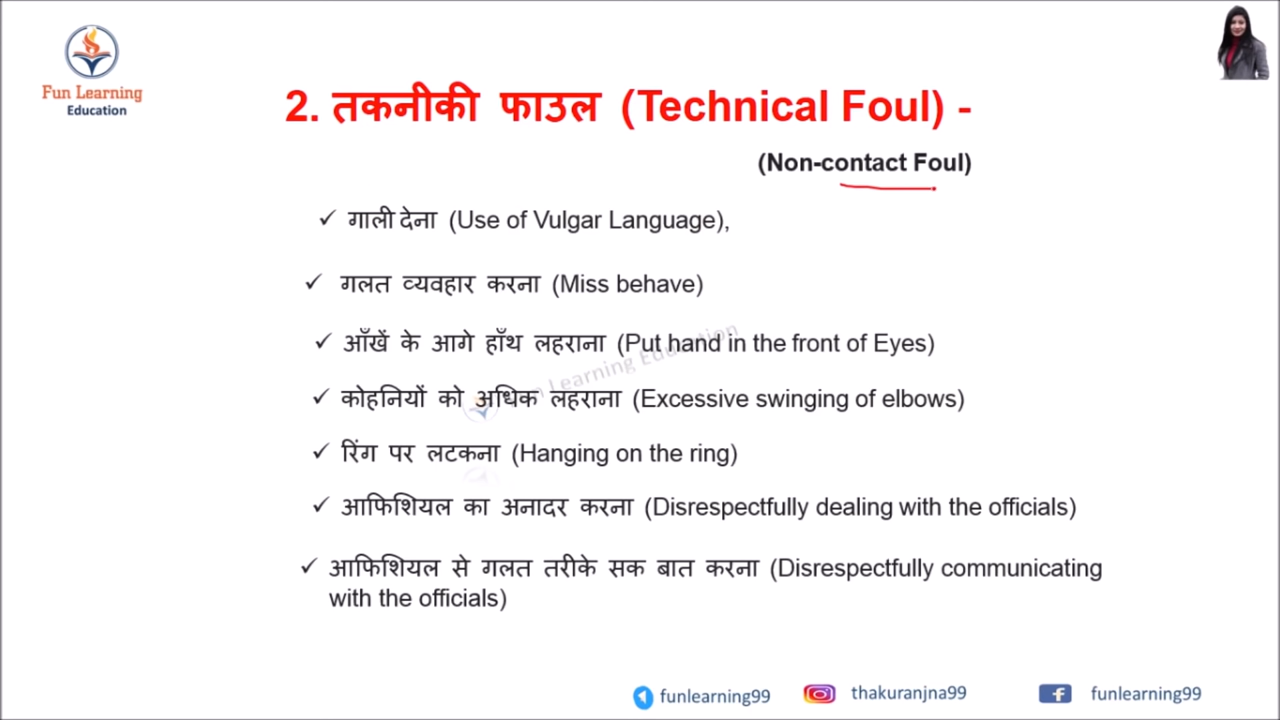 Fun Learning
Education
2. तकनीकी फाउल (Technical Foul) -
(Non-contact Foul)
✓ गाली देना (Use of Vulgar Language),
✓ गलत व्यवहार करना (Miss behave)
✓ आँखें के आगे हाँथ लहराना (Put hand in the front of Eyes)
✓ कोहनियों को अधिक लहराना (Excessive swinging of elbows)
✓ रिंग पर लटकना (Hanging on the ring)
✓ आफिशियल का अनादर करना (Disrespectfully dealing with the officials)
✓ आफिशियल से गलत तरीके सक बात करना (Disrespectfully communicating
with the officials)
Fun Learning Education
funlearning99 thakuranjna99 funlearning99